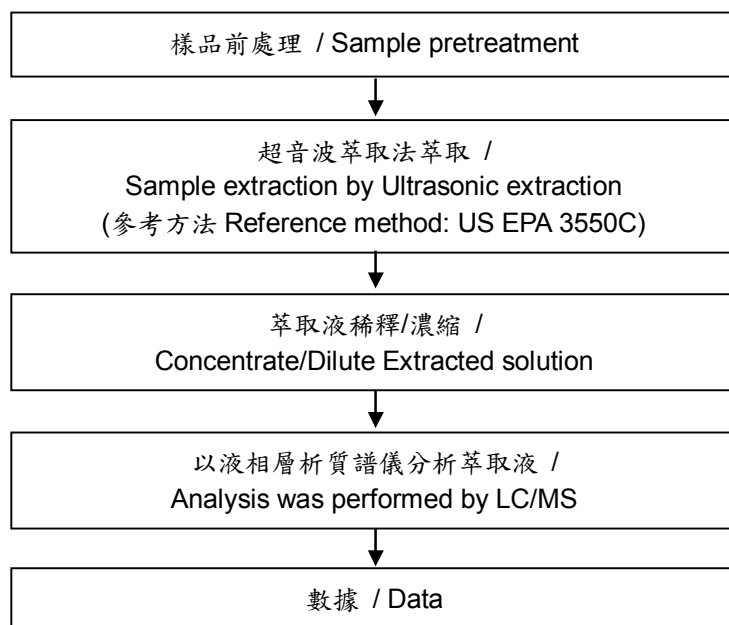 樣品前處理 / Sample pretreatment
超音波萃取法萃取 /
Sample extraction by Ultrasonic extraction
(參考方法 Reference method: US EPA 3550C)
萃取液稀釋/濃縮 /
Concentrate/Dilute Extracted solution
以液相層析質譜儀分析萃取液 /
Analysis was performed by LC/MS
數據 / Data